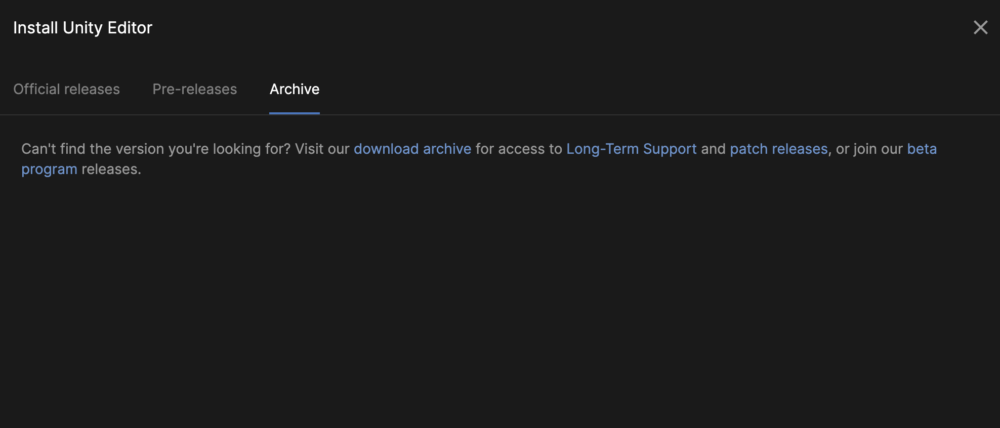 Install Unity Editor
Official releases
Pre-releases
Archive
Can't find the version you're looking for? Visit our download archive for access to Long-Term Support and patch releases, or join our beta
program releases.